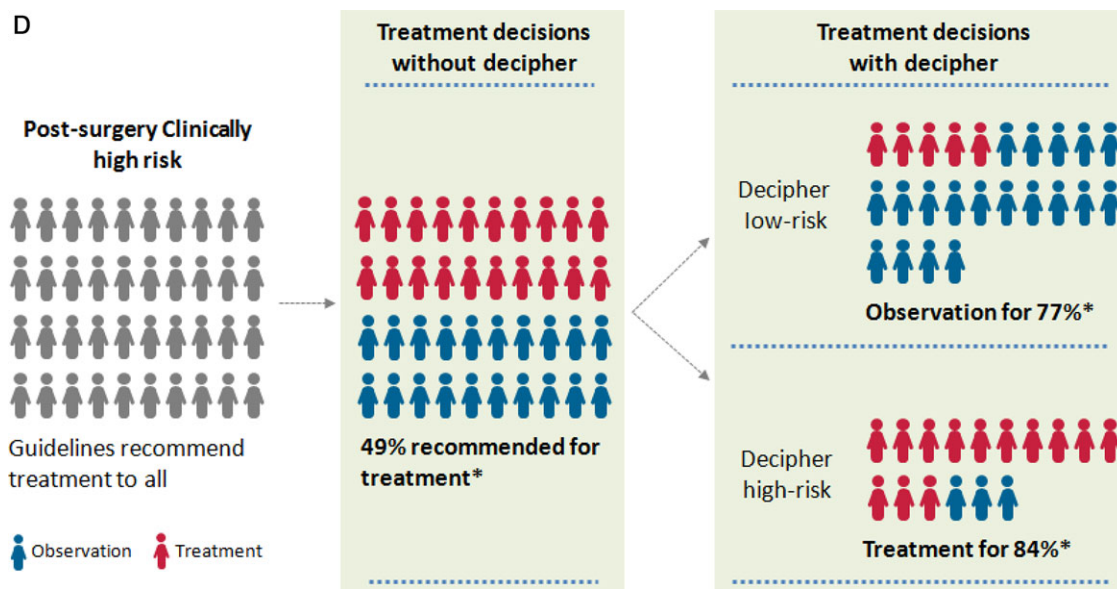 D
Post-surgery Clinically
high risk
Guidelines recommend
treatment to all
Observation
Treatment
Treatment decisions
without decipher
49% recommended for
treatment*
Treatment decisions
with decipher
Decipher
low-risk
Observation for 77%*
Decipher
high-risk
Treatment for 84%*